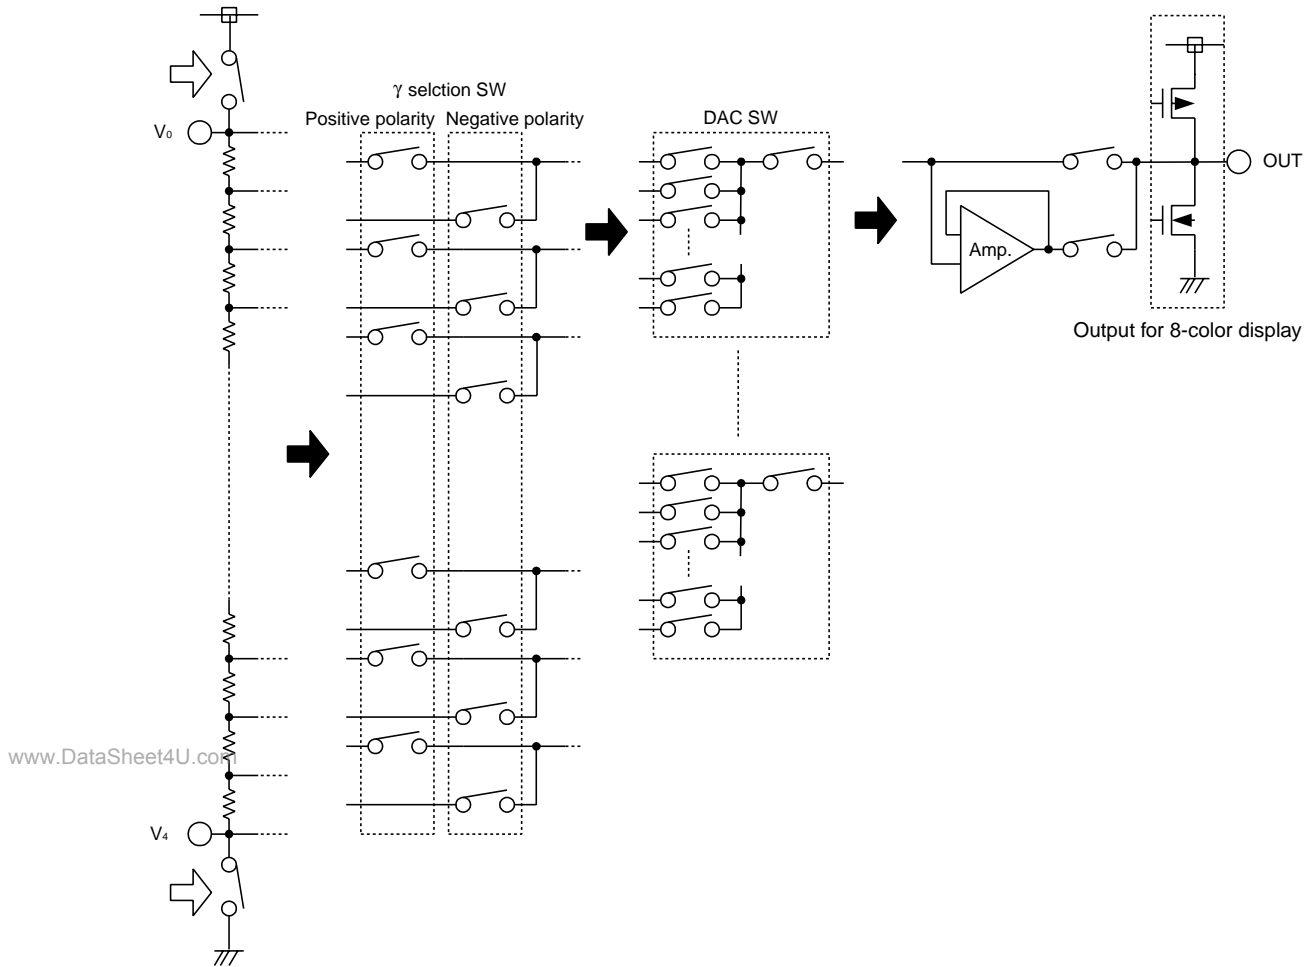 γ selction SW
Positive polarity Negative polarity
DAC SW
V₀
OUT
Amp.
Output for 8-color display
www.DataSheet4U.com
V₄